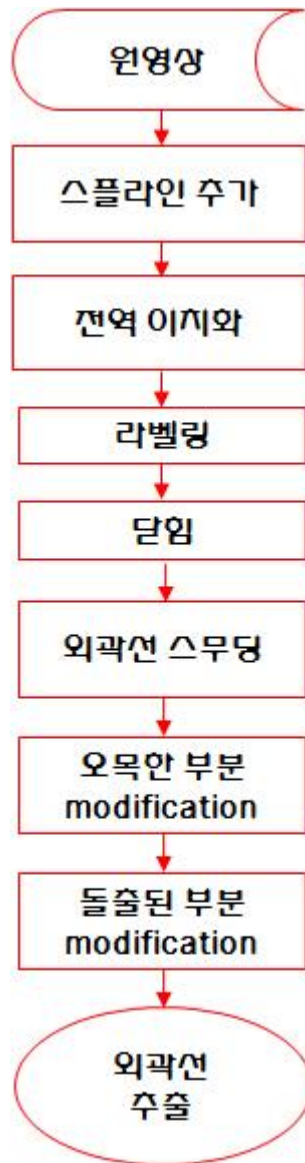 원영상
스플라인 추가
전역 이치화
라벨링
닫힘
외곽선 스무딩
오목한 부분
modification
돌출된 부분
modification
외곽선
추출